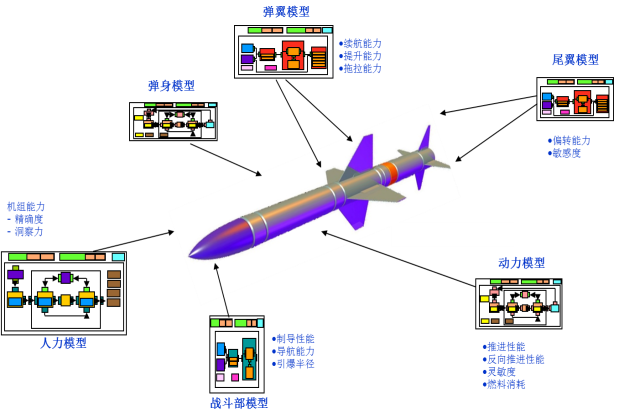 弹翼模型
●续航能力
●提升能力
●拖拉能力
尾翼模型
●偏转能力
●敏感度
弹身模型
机组能力
- 精确度
- 洞察力
人力模型
动力模型
●推进性能
●反向推进性能
●灵敏度
●燃料消耗
●制导性能
●导航能力
●引爆半径
战斗部模型